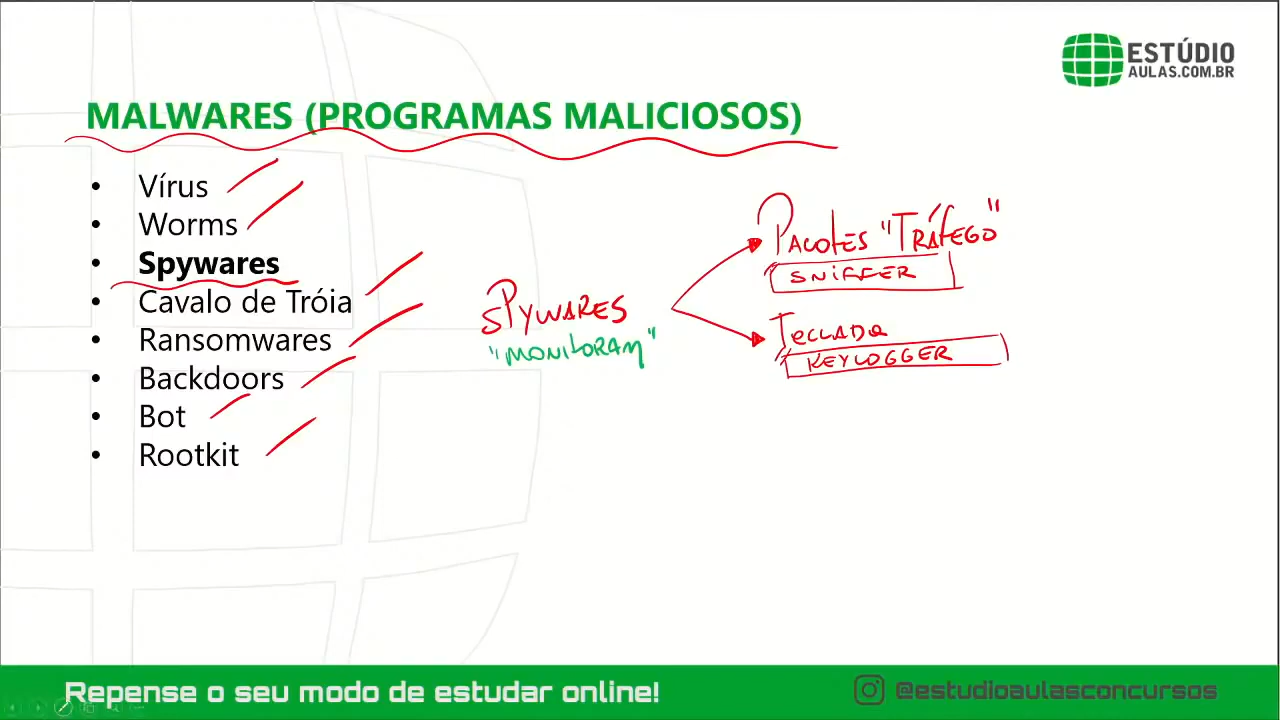 ESTÚDIO
AULAS.COM.BR
MALWARES (PROGRAMAS MALICIOSOS)
• Vírus
• Worms
• Spywares
• Cavalo de Tróia
• Ransomwares
• Backdoors
• Bot
• Rootkit
SPYWARES
"MONITORAM"
PACOTES "TRÁFEGO"
SNIFFER
TECLADO
KEYLOGGER
Repense o seu modo de estudar online!
@estudioaulasconcursos